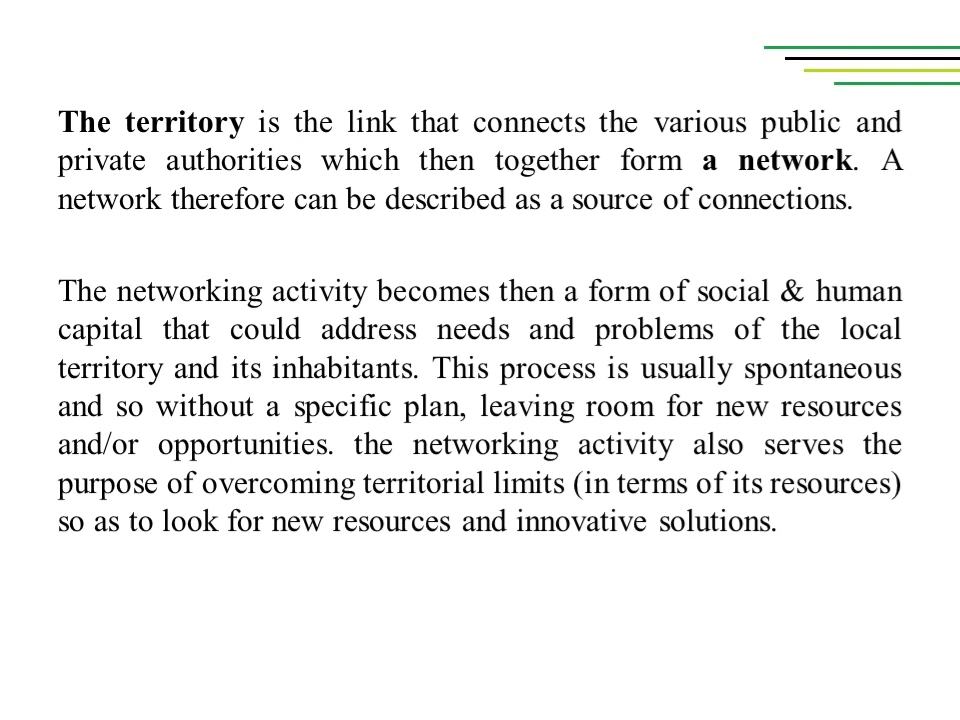 The territory is the link that connects the various public and
private authorities which then together form a network. A
network therefore can be described as a source of connections.
The networking activity becomes then a form of social & human
capital that could address needs and problems of the local
territory and its inhabitants. This process is usually spontaneous
and so without a specific plan, leaving room for new resources
and/or opportunities. the networking activity also serves the
purpose of overcoming territorial limits (in terms of its resources)
so as to look for new resources and innovative solutions.